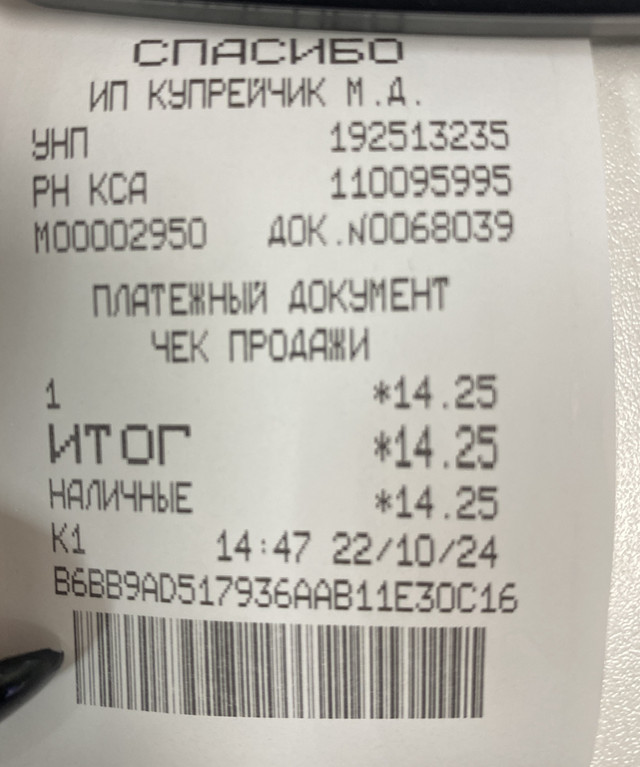 СПАСИБО
ИП КУПРЕЙЧИК М.Д.
УНП 192513235
РН КСА 110095995
М00002950 ДОК.N0068039
ПЛАТЕЖНЫЙ ДОКУМЕНТ
ЧЕК ПРОДАЖИ
1 *14.25
ИТОГ *14.25
НАЛИЧНЫЕ *14.25
К1 14:47 22/10/24
B6BB9AD517936AAB11E30C16